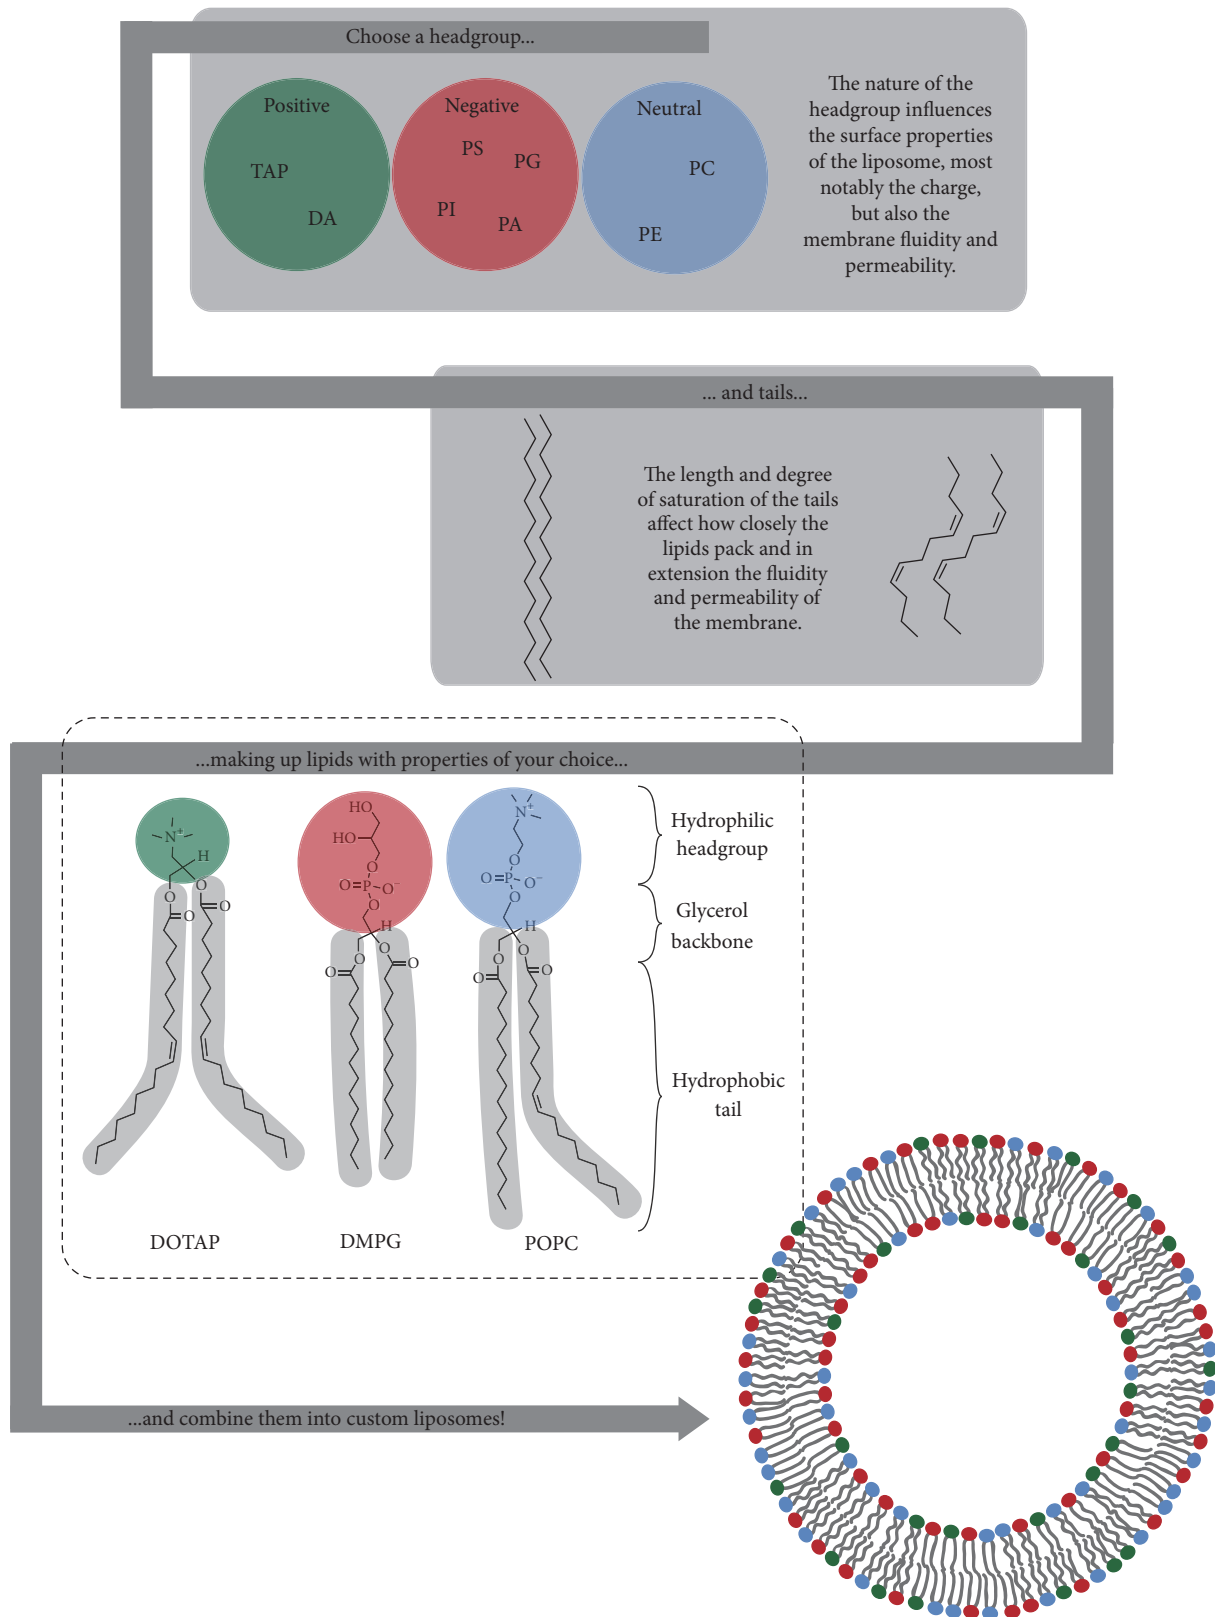 Choose a headgroup...
Positive
Negative
Neutral
TAP
DA
PS
PG
PI
PA
PC
PE
The nature of the
headgroup influences
the surface properties
of the liposome, most
notably the charge,
but also the
membrane fluidity and
permeability.
... and tails...
The length and degree
of saturation of the tails
affect how closely the
lipids pack and in
extension the fluidity
and permeability of
the membrane.
...making up lipids with properties of your choice...
N+
H
O
O
O
O
HO
HO
O
O
P
O−
O
H
O
O
O
O
N+
O
O
P
O−
O
H
O
O
O
O
Hydrophilic
headgroup
Glycerol
backbone
Hydrophobic
tail
DOTAP
DMPG
POPC
...and combine them into custom liposomes!